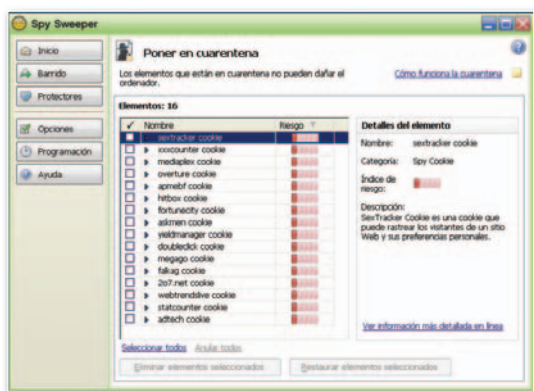 Spy Sweeper
Inicio
Barrido
Protectores
Opciones
Programación
Ayuda
Poner en cuarentena
Los elementos que están en cuarentena no pueden dañar el
ordenador.
Cómo funciona la cuarentena
Elementos: 16
Nombre Riesgo
sextracker cookie
xxxcounter cookie
mediaplex cookie
overture cookie
apmebf cookie
hitbox cookie
fortunecity cookie
askmen cookie
yieldmanager cookie
doubleclick cookie
megago cookie
falkag cookie
2o7.net cookie
webtrendslive cookie
statcounter cookie
adtech cookie
Detalles del elemento
Nombre: sextracker cookie
Categoría: Spy Cookie
Índice de
riesgo:
Descripción:
SexTracker Cookie es una cookie que
puede rastrear los visitantes de un sitio
Web y sus preferencias personales.
Ver información más detallada en línea
Seleccionar todos Anular todos
Eliminar elementos seleccionados Restaurar elementos seleccionados